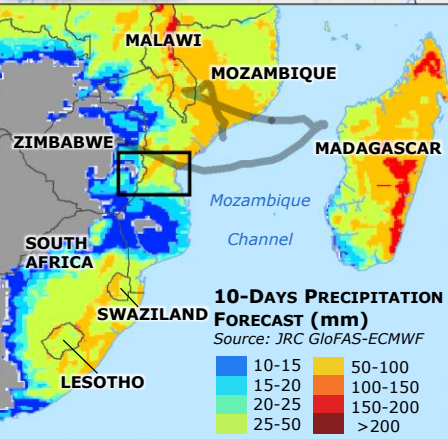 MALAWI
MOZAMBIQUE
ZIMBABWE
MADAGASCAR
Mozambique
Channel
SOUTH
AFRICA
SWAZILAND
LESOTHO
10-DAYS PRECIPITATION
FORECAST (mm)
Source: JRC GloFAS-ECMWF
10-15
15-20
20-25
25-50
50-100
100-150
150-200
>200